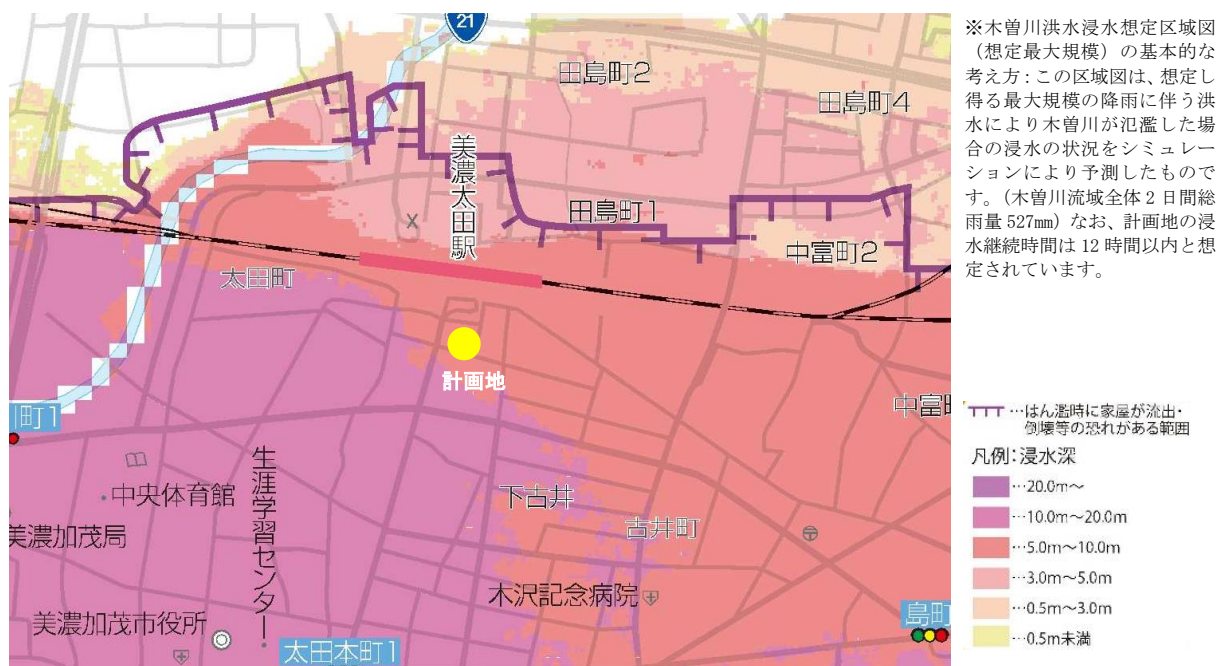 21
田島町2
田島町4
美濃太田駅
田島町1
中富町2
太田町
計画地
中富町
町1
中央体育館
生涯学習センター
下古井
古井町
美濃加茂局
木沢記念病院
美濃加茂市役所
太田本町1
島町
※木曽川洪水浸水想定区域図
（想定最大規模）の基本的な
考え方：この区域図は、想定し
得る最大規模の降雨に伴う洪
水により木曽川が氾濫した場
合の浸水の状況をシミュレー
ションにより予測したもので
す。（木曽川流域全体２日間総
雨量 527㎜）なお、計画地の浸
水継続時間は 12 時間以内と想
定されています。
…はん濫時に家屋が流出・
倒壊等の恐れがある範囲
凡例：浸水深
…20.0m～
…10.0m～20.0m
…5.0m～10.0m
…3.0m～5.0m
…0.5m～3.0m
…0.5m未満